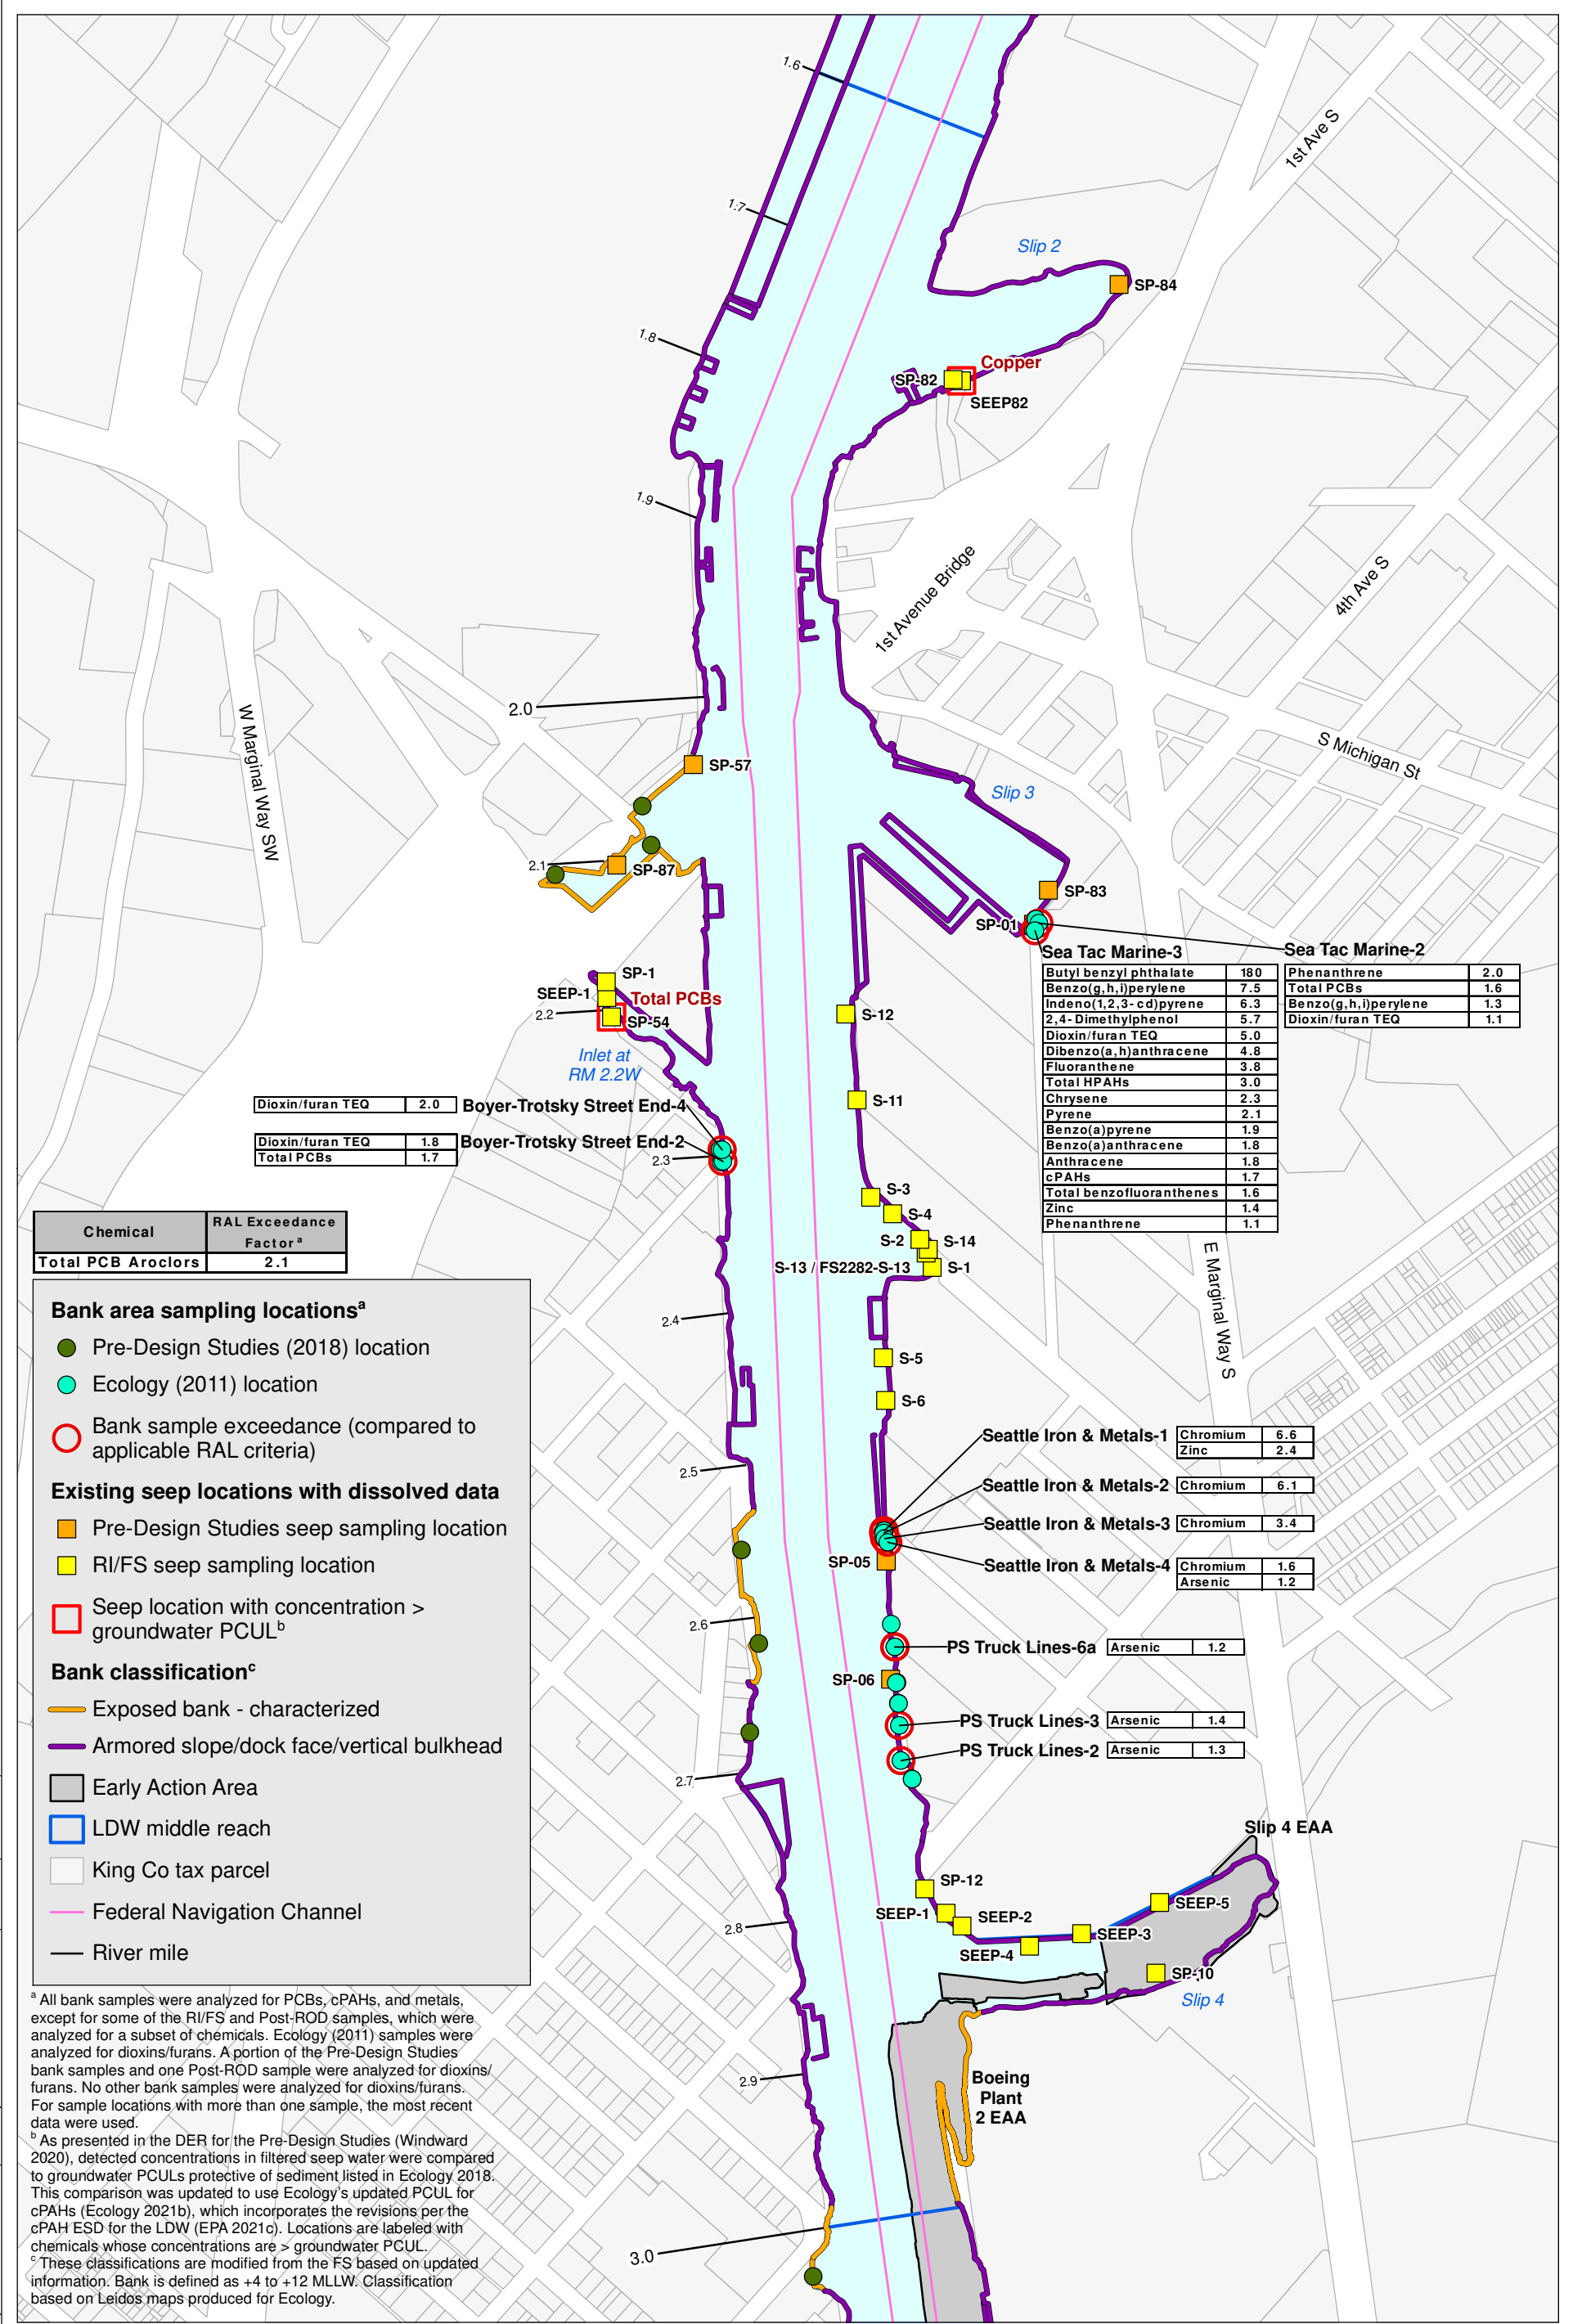 1.6
1st Ave S
1.7
Slip 2
SP-84
1.8
Copper
SP-82
SEEP82
1.9
1st Avenue Bridge
4th Ave S
2.0
W Marginal Way SW
S Michigan St
SP-57
Slip 3
2.1
SP-87
SP-83
SP-01
Sea Tac Marine-3
Butyl benzyl phthalate 180
Benzo(g,h,i)perylene 7.5
Indeno(1,2,3-cd)pyrene 6.3
2,4-Dimethylphenol 5.7
Dioxin/furan TEQ 5.0
Dibenzo(a,h)anthracene 4.8
Fluoranthene 3.8
Total HPAHs 3.0
Chrysene 2.3
Pyrene 2.1
Benzo(a)pyrene 1.9
Benzo(a)anthracene 1.8
Anthracene 1.8
cPAHs 1.7
Total benzofluoranthenes 1.6
Zinc 1.4
Phenanthrene 1.1
Sea Tac Marine-2
Phenanthrene 2.0
Total PCBs 1.6
Benzo(g,h,i)perylene 1.3
Dioxin/furan TEQ 1.1
SP-1
SEEP-1
Total PCBs
2.2
SP-54
Inlet at
RM 2.2W
S-12
S-11
Dioxin/furan TEQ 2.0
Boyer-Trotsky Street End-4
Dioxin/furan TEQ 1.8
Total PCBs 1.7
Boyer-Trotsky Street End-2
2.3
S-3
S-4
S-2
S-14
S-13 / FS2282-S-13
S-1
E Marginal Way S
2.4
S-5
S-6
2.5
Seattle Iron & Metals-1
Chromium 6.6
Zinc 2.4
Seattle Iron & Metals-2
Chromium 6.1
Seattle Iron & Metals-3
Chromium 3.4
Seattle Iron & Metals-4
Chromium 1.6
Arsenic 1.2
SP-05
2.6
PS Truck Lines-6a
Arsenic 1.2
SP-06
PS Truck Lines-3
Arsenic 1.4
PS Truck Lines-2
Arsenic 1.3
2.7
Slip 4 EAA
SP-12
SEEP-1
SEEP-2
SEEP-5
2.8
SEEP-3
SEEP-4
SP-10
Slip 4
2.9
Boeing
Plant
2 EAA
3.0
Chemical RAL Exceedance
Factor a
Total PCB Aroclors 2.1
Bank area sampling locations a
Pre-Design Studies (2018) location
Ecology (2011) location
Bank sample exceedance (compared to
applicable RAL criteria)
Existing seep locations with dissolved data
Pre-Design Studies seep sampling location
RI/FS seep sampling location
Seep location with concentration >
groundwater PCUL b
Bank classification c
Exposed bank - characterized
Armored slope/dock face/vertical bulkhead
Early Action Area
LDW middle reach
King Co tax parcel
Federal Navigation Channel
River mile
a All bank samples were analyzed for PCBs, cPAHs, and metals,
except for some of the RI/FS and Post-ROD samples, which were
analyzed for a subset of chemicals. Ecology (2011) samples were
analyzed for dioxins/furans. A portion of the Pre-Design Studies
bank samples and one Post-ROD sample were analyzed for dioxins/
furans. No other bank samples were analyzed for dioxins/furans.
For sample locations with more than one sample, the most recent
data were used.
b As presented in the DER for the Pre-Design Studies (Windward
2020), detected concentrations in filtered seep water were compared
to groundwater PCULs protective of sediment listed in Ecology 2018.
This comparison was updated to use Ecology's updated PCUL for
cPAHs (Ecology 2021b), which incorporates the revisions per the
cPAH ESD for the LDW (EPA 2021c). Locations are labeled with
chemicals whose concentrations are > groundwater PCUL.
c These classifications are modified from the FS based on updated
information. Bank is defined as +4 to +12 MLLW. Classification
based on Leidos maps produced for Ecology.